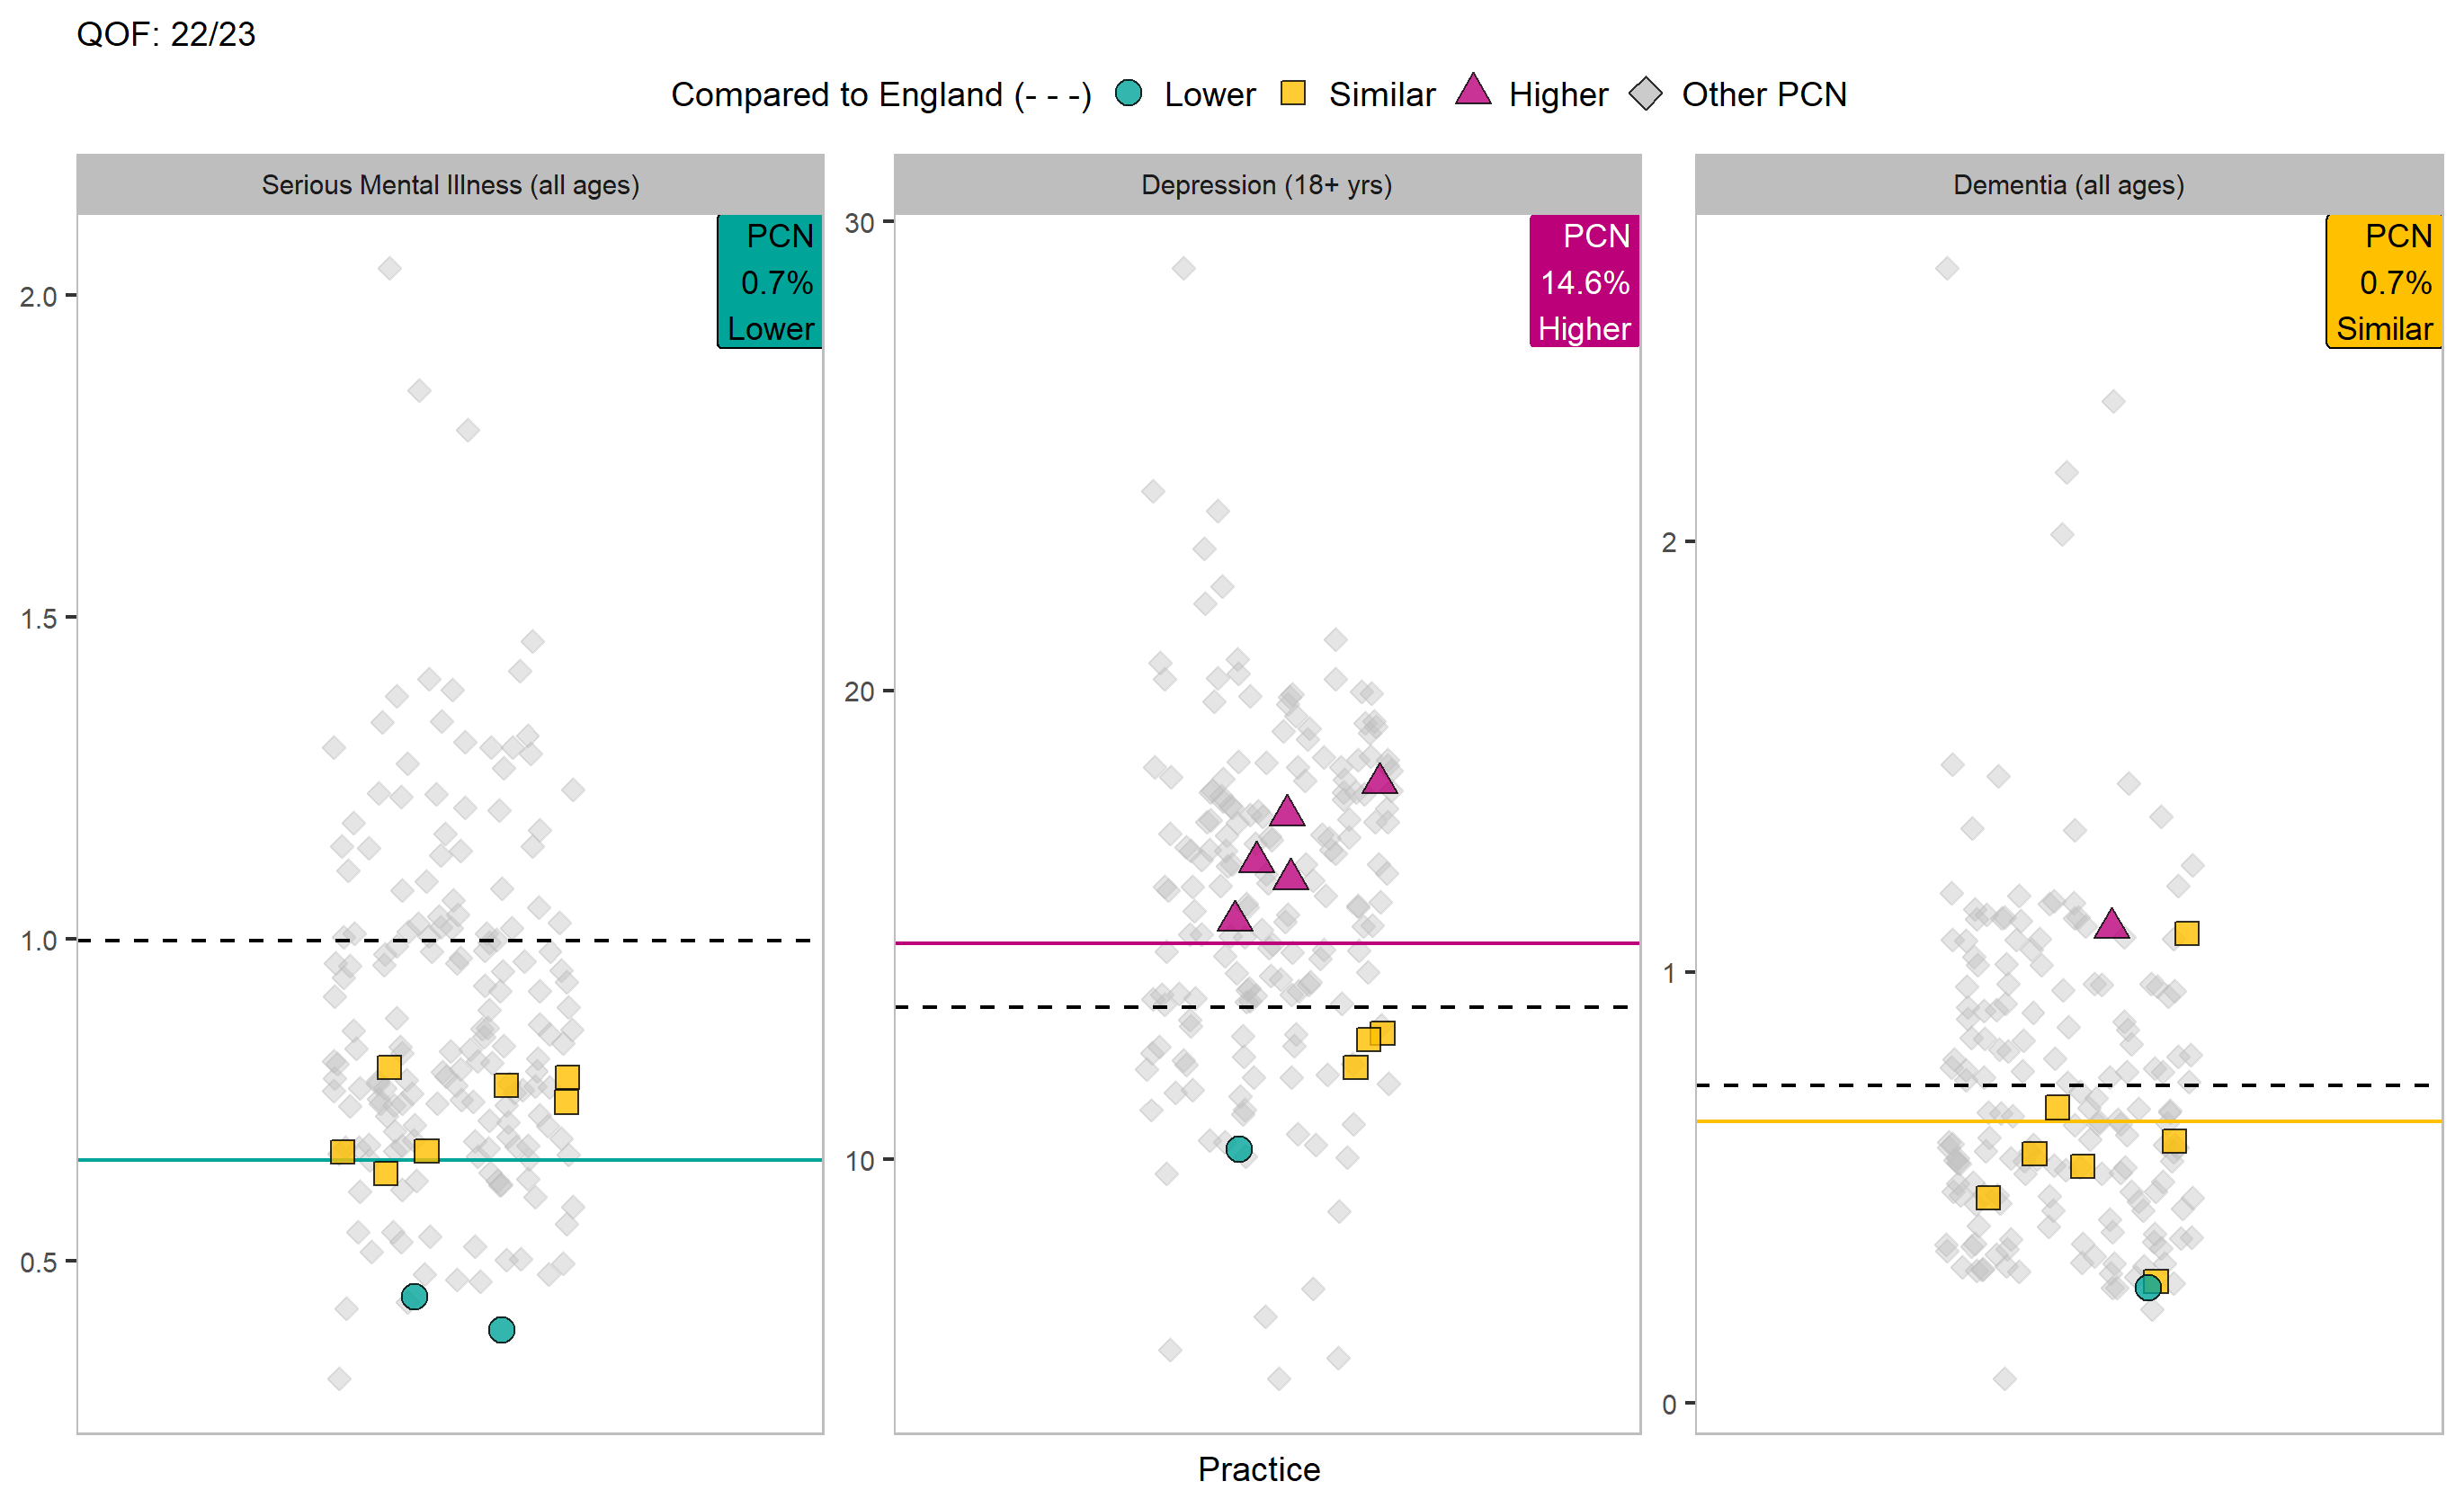 QOF: 22/23
Compared to England (- - -) Lower Similar Higher Other PCN
Serious Mental Illness (all ages)
PCN
0.7%
Lower
2.0
1.5
1.0
0.5
Depression (18+ yrs)
PCN
14.6%
Higher
30
20
10
Dementia (all ages)
PCN
0.7%
Similar
2
1
0
Practice